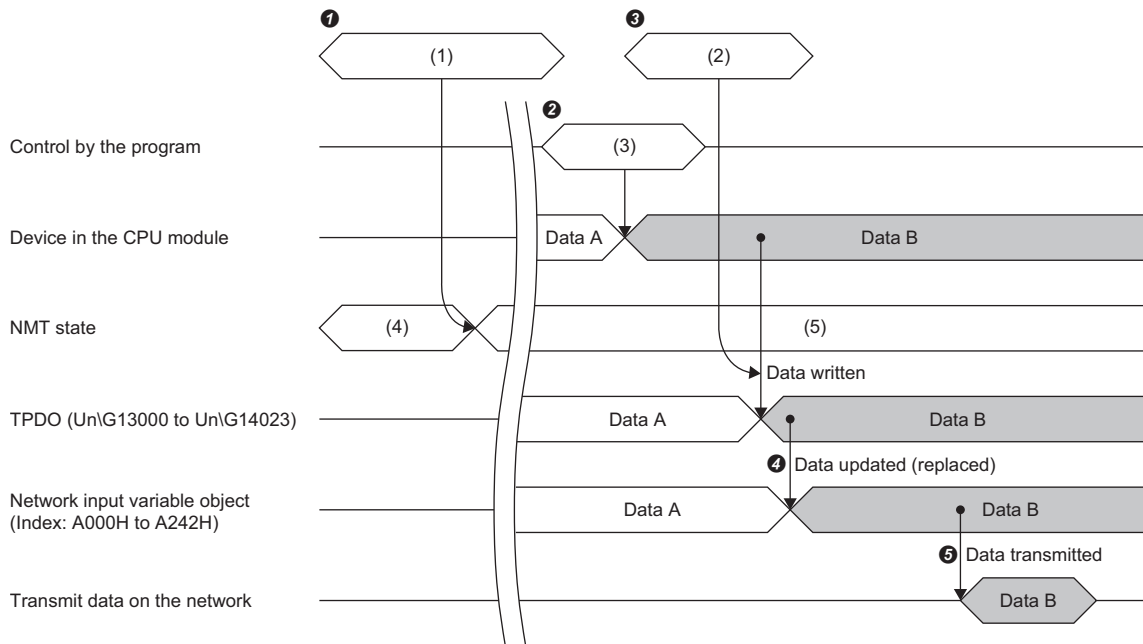 ❶
❸
(1)
(2)
❷
Control by the program
(3)
Device in the CPU module
Data A
Data B
NMT state
(4)
(5)
Data written
TPDO (Un\G13000 to Un\G14023)
Data A
Data B
❹ Data updated (replaced)
Network input variable object
(Index: A000H to A242H)
Data A
Data B
❺ Data transmitted
Transmit data on the network
Data B